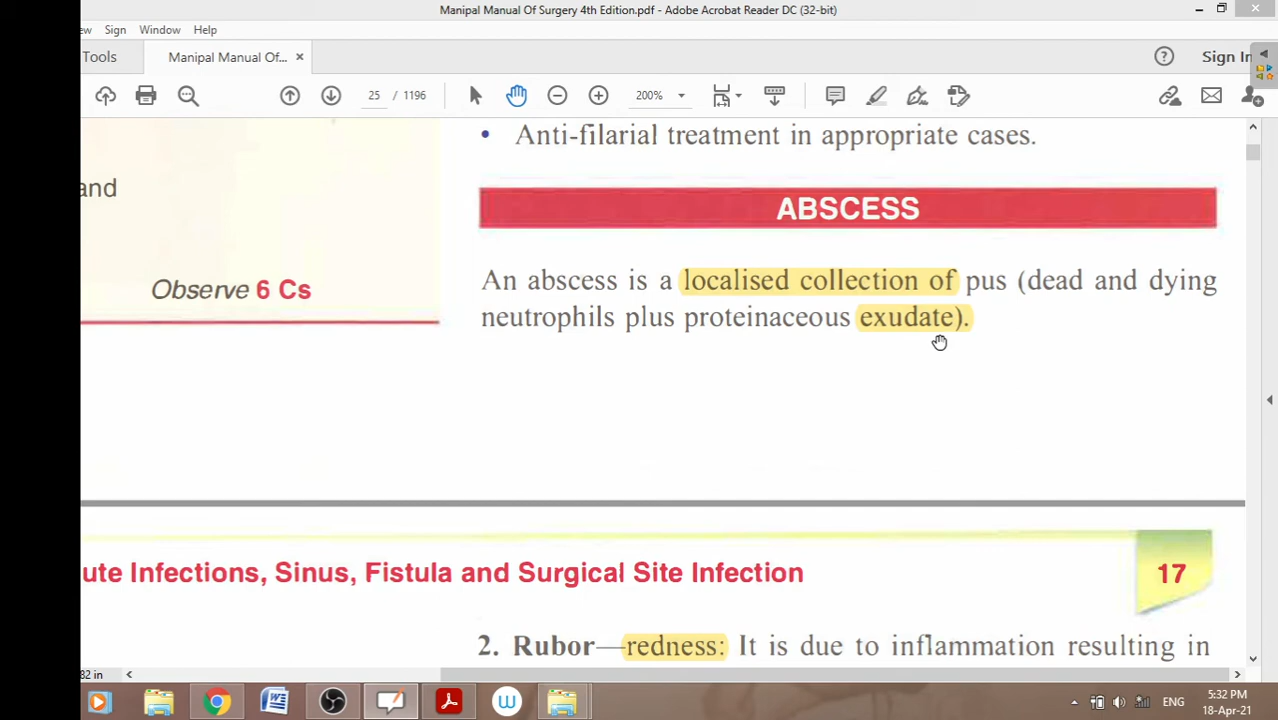 Manipal Manual Of Surgery 4th Edition.pdf - Adobe Acrobat Reader DC (32-bit)
ew Sign Window Help
Tools Manipal Manual Of... × Sign In
25 / 1196 200%
• Anti-filarial treatment in appropriate cases.
and
ABSCESS
An abscess is a localised collection of pus (dead and dying
neutrophils plus proteinaceous exudate).
Observe 6 Cs
ute Infections, Sinus, Fistula and Surgical Site Infection 17
2. Rubor—redness: It is due to inflammation resulting in
82 in
ENG
5:32 PM
18-Apr-21